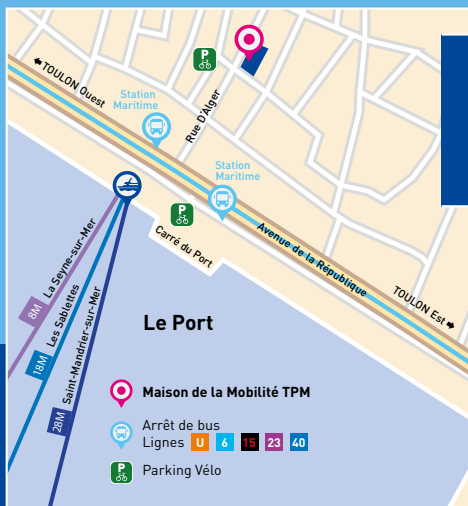 P
TOULON Ouest
Station
Maritime
Rue D'Alger
Station
Maritime
P
Carré du Port
Avenue de la République
TOULON Est
La Seyne-sur-Mer
8M
Les Sablettes
18M
Saint-Mandrier-sur-Mer
28M
Le Port
Maison de la Mobilité TPM
Arrêt de bus
Lignes U 6 15 23 40
P Parking Vélo